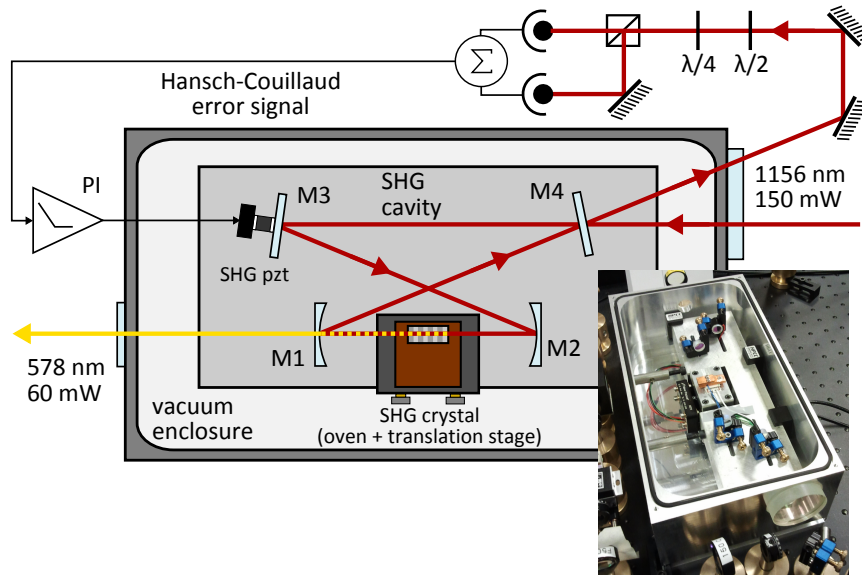 λ/4
λ/2
Σ
Hansch-Couillaud
error signal
PI
M3
SHG
cavity
M4
1156 nm
150 mW
SHG pzt
M1
M2
578 nm
60 mW
SHG crystal
(oven + translation stage)
vacuum
enclosure